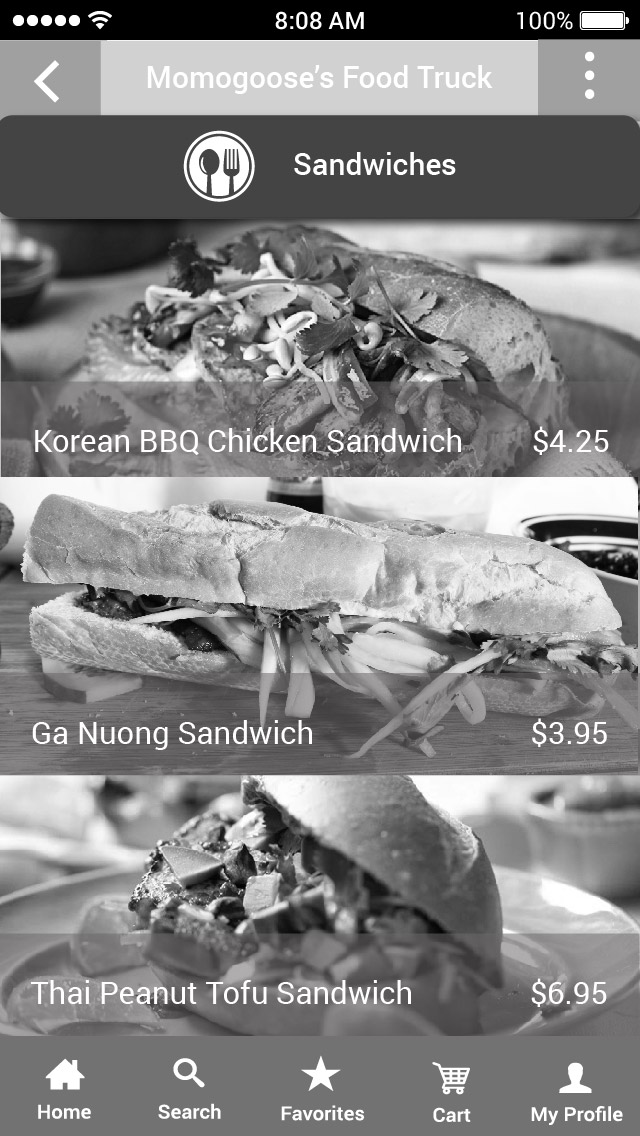 8:08 AM 100%
Momogoose's Food Truck
Sandwiches
Korean BBQ Chicken Sandwich $4.25
Ga Nuong Sandwich $3.95
Thai Peanut Tofu Sandwich $6.95
Home Search Favorites Cart My Profile